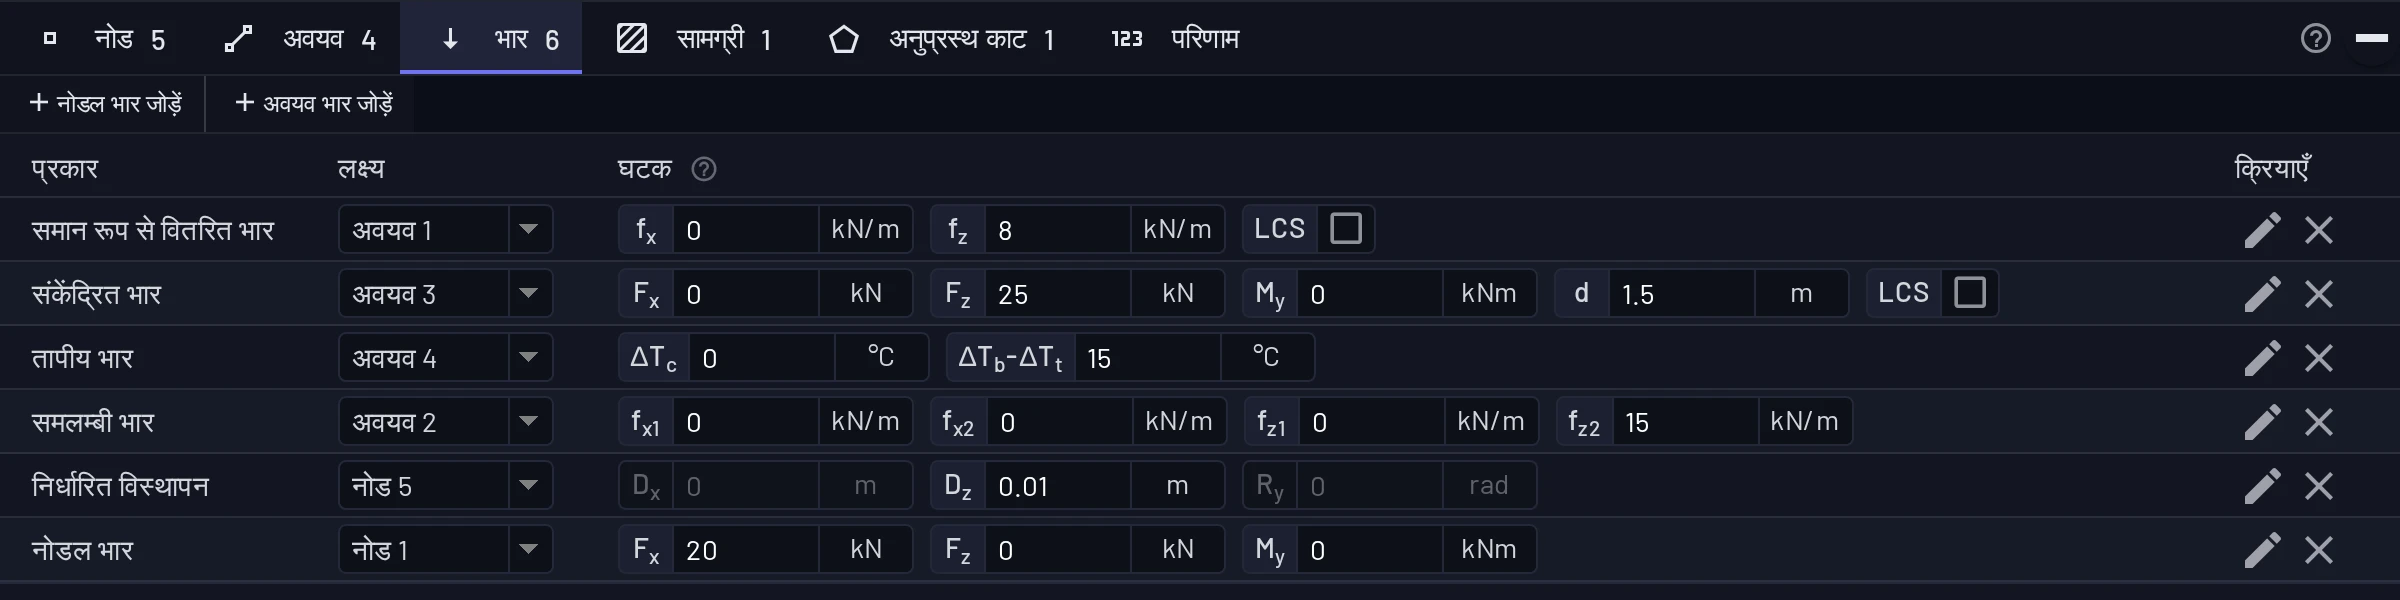 नोड 5 अवयव 4 भार 6 सामग्री 1 अनुप्रस्थ काट 1 123 परिणाम ?
+ नोडल भार जोड़ें + अवयव भार जोड़ें
प्रकार लक्ष्य घटक ? क्रियाएँ
समान रूप से वितरित भार अवयव 1 fx 0 kN/m fz 8 kN/m LCS
संकेंद्रित भार अवयव 3 Fx 0 kN Fz 25 kN My 0 kNm d 1.5 m LCS
तापीय भार अवयव 4 ΔTc 0 °C ΔTb-ΔTt 15 °C
समलम्बी भार अवयव 2 fx1 0 kN/m fx2 0 kN/m fz1 0 kN/m fz2 15 kN/m
निर्धारित विस्थापन नोड 5 Dx 0 m Dz 0.01 m Ry 0 rad
नोडल भार नोड 1 Fx 20 kN Fz 0 kN My 0 kNm